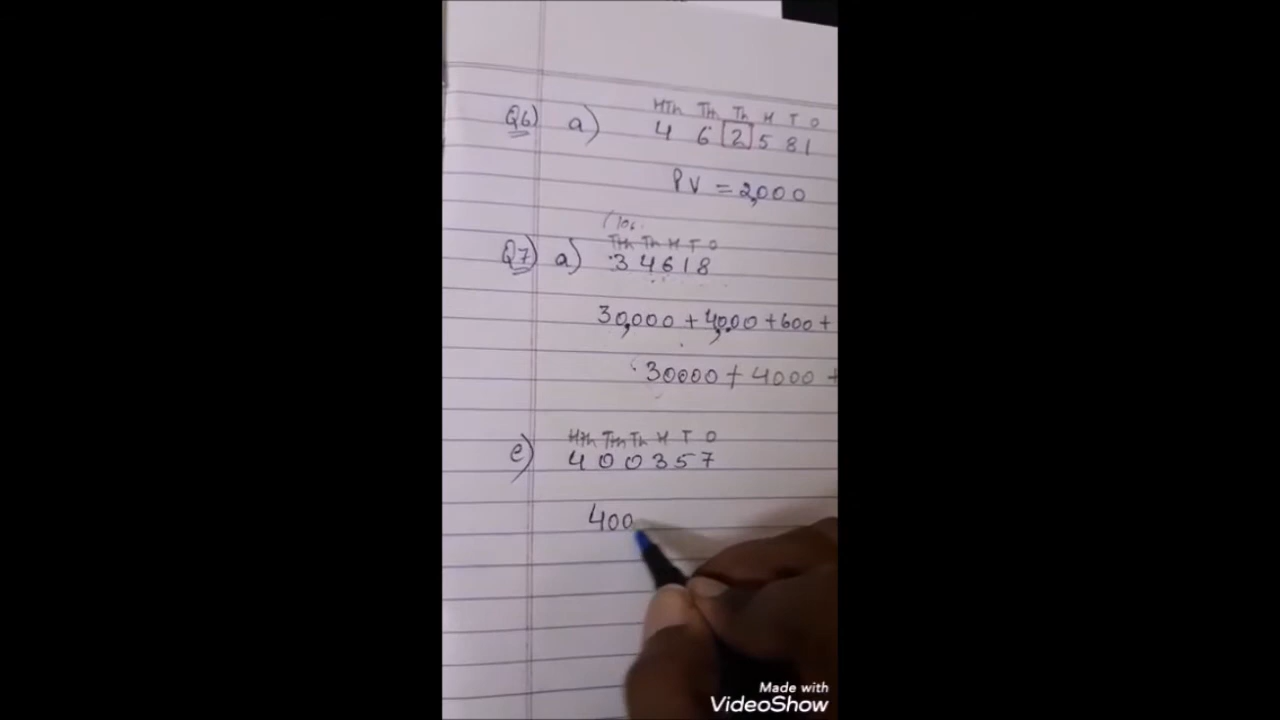 HTh TTh Th H T O
Q6) a) 4 6 2 5 8 1
PV = 2,000
TTh Th H T O
Q7) a) 3 4 6 1 8
30,000 + 4,000 + 600 +
30000 + 4000 +
HTh TTh Th H T O
e) 4 0 0 3 5 7
400
Made with
VideoShow